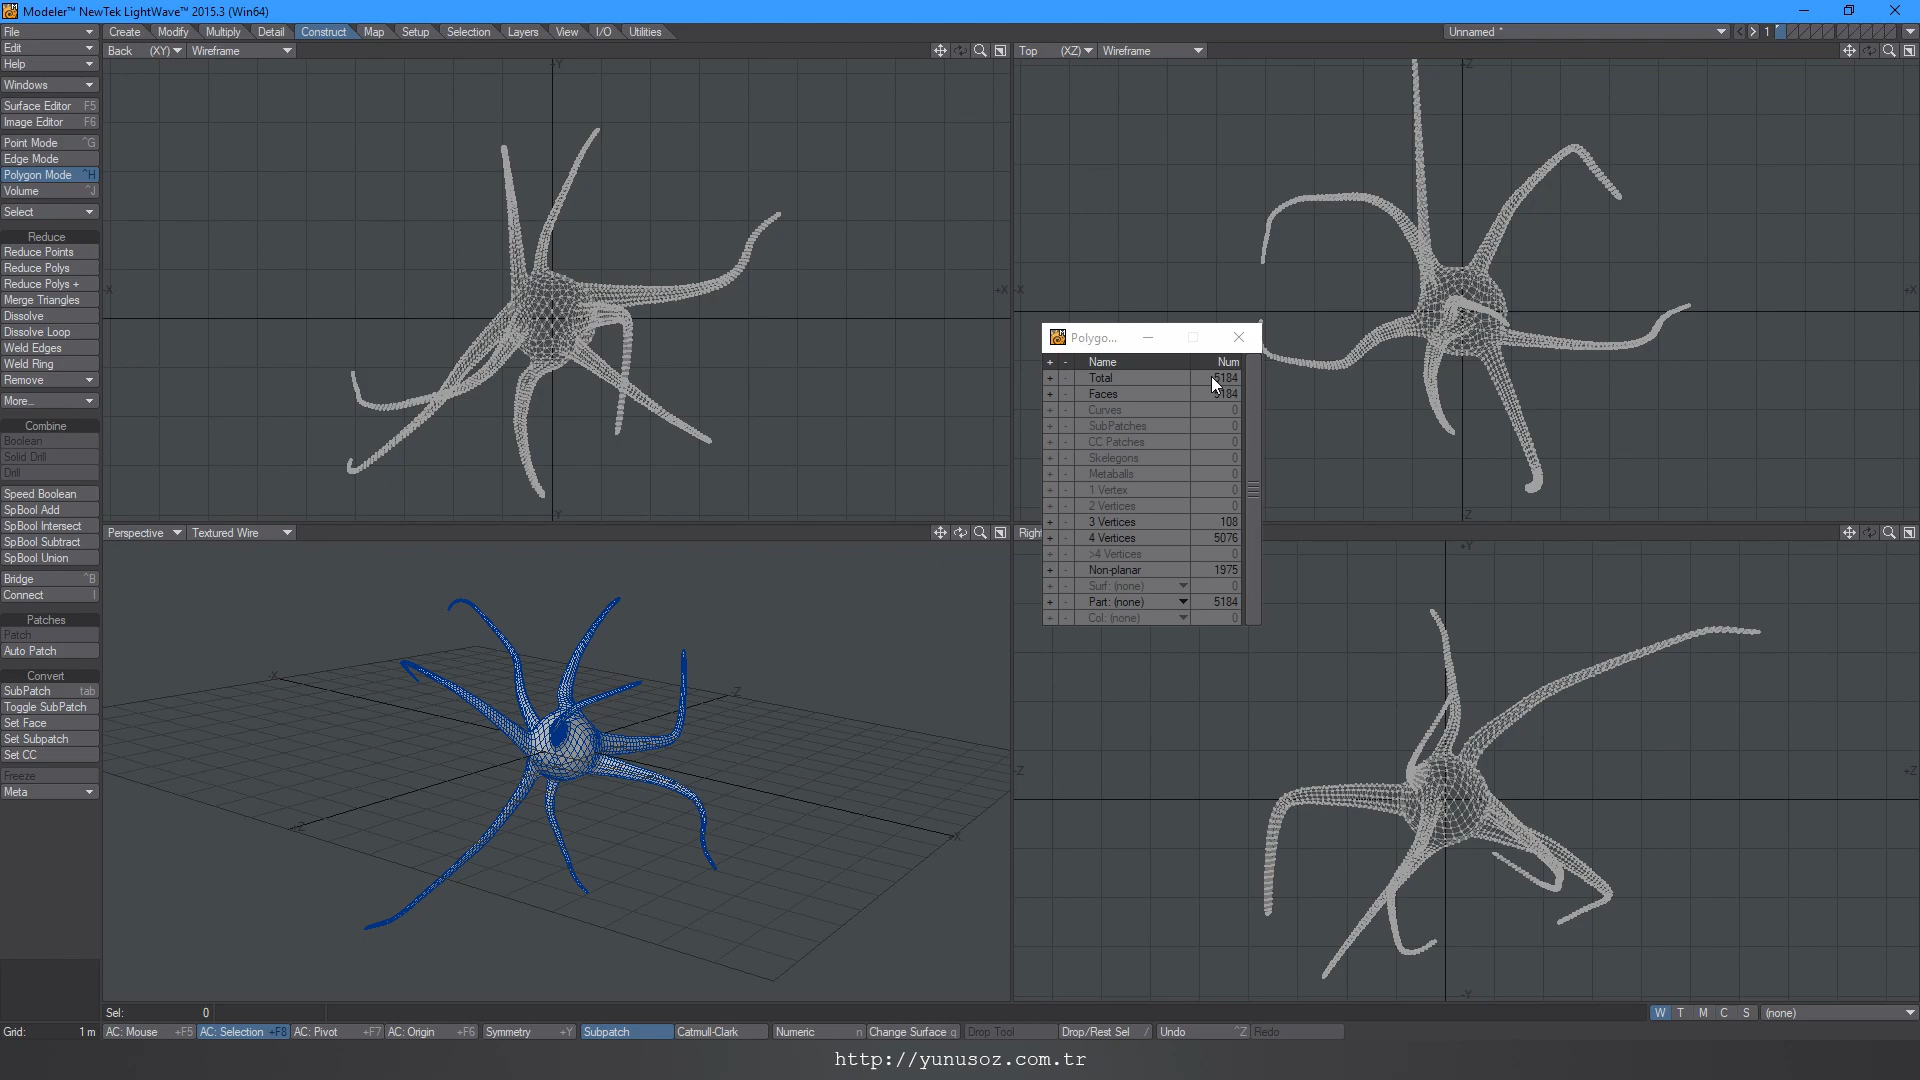 Modeler™ NewTek LightWave™ 2015.3 (Win64)
File
Edit
Help
Windows
Surface Editor F5
Image Editor F6
Point Mode ^G
Edge Mode
Polygon Mode ^H
Volume ^J
Select
Reduce
Reduce Points
Reduce Polys
Reduce Polys +
Merge Triangles
Dissolve
Dissolve Loop
Weld Edges
Weld Ring
Remove
More...
Combine
Boolean
Solid Drill
Drill
Speed Boolean
SpBool Add
SpBool Intersect
SpBool Subtract
SpBool Union
Bridge ^B
Connect l
Patches
Patch
Auto Patch
Convert
SubPatch tab
Toggle SubPatch
Set Face
Set Subpatch
Set CC
Freeze
Meta
Create Modify Multiply Detail Construct Map Setup Selection Layers View I/O Utilities
Unnamed * 1
Back (XY) Wireframe
Y
-X +X
-Y
Top (XZ) Wireframe
Z
-X +X
-Z
Perspective Textured Wire
-X
Z
-Z
X
Right
+Y
-Z +Z
-Y
Polygo...
+ - Name Num
+ - Total 5184
+ - Faces 5184
+ - Curves 0
+ - SubPatches 0
+ - CC Patches 0
+ - Skelegons 0
+ - Metaballs 0
+ - 1 Vertex 0
+ - 2 Vertices 0
+ - 3 Vertices 108
+ - 4 Vertices 5076
+ - >4 Vertices 0
+ - Non-planar 1975
+ - Surf: (none) 0
+ - Part: (none) 5184
+ - Col: (none) 0
Sel: 0
W T M C S (none)
Grid: 1 m AC: Mouse +F5 AC: Selection +F8 AC: Pivot +F7 AC: Origin +F6 Symmetry +Y Subpatch Catmull-Clark Numeric n Change Surface q Drop Tool Drop/Rest Sel / Undo ^Z Redo
http://yunusoz.com.tr